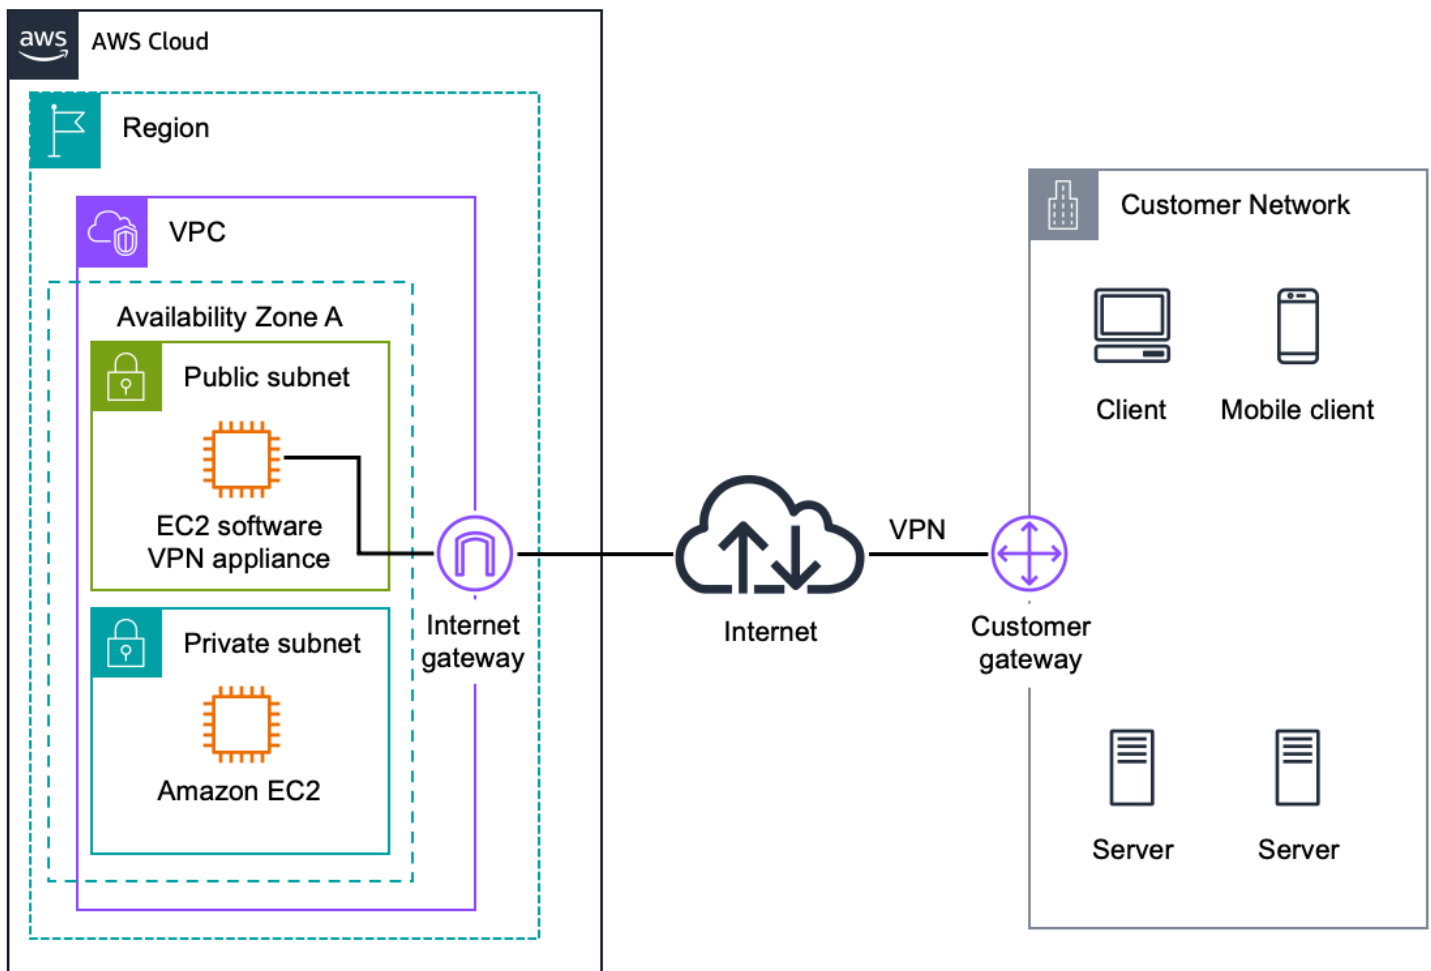 aws
AWS Cloud
Region
VPC
Availability Zone A
Public subnet
EC2 software
VPN appliance
Private subnet
Amazon EC2
Internet
gateway
Internet
VPN
Customer
gateway
Customer Network
Client
Mobile client
Server
Server